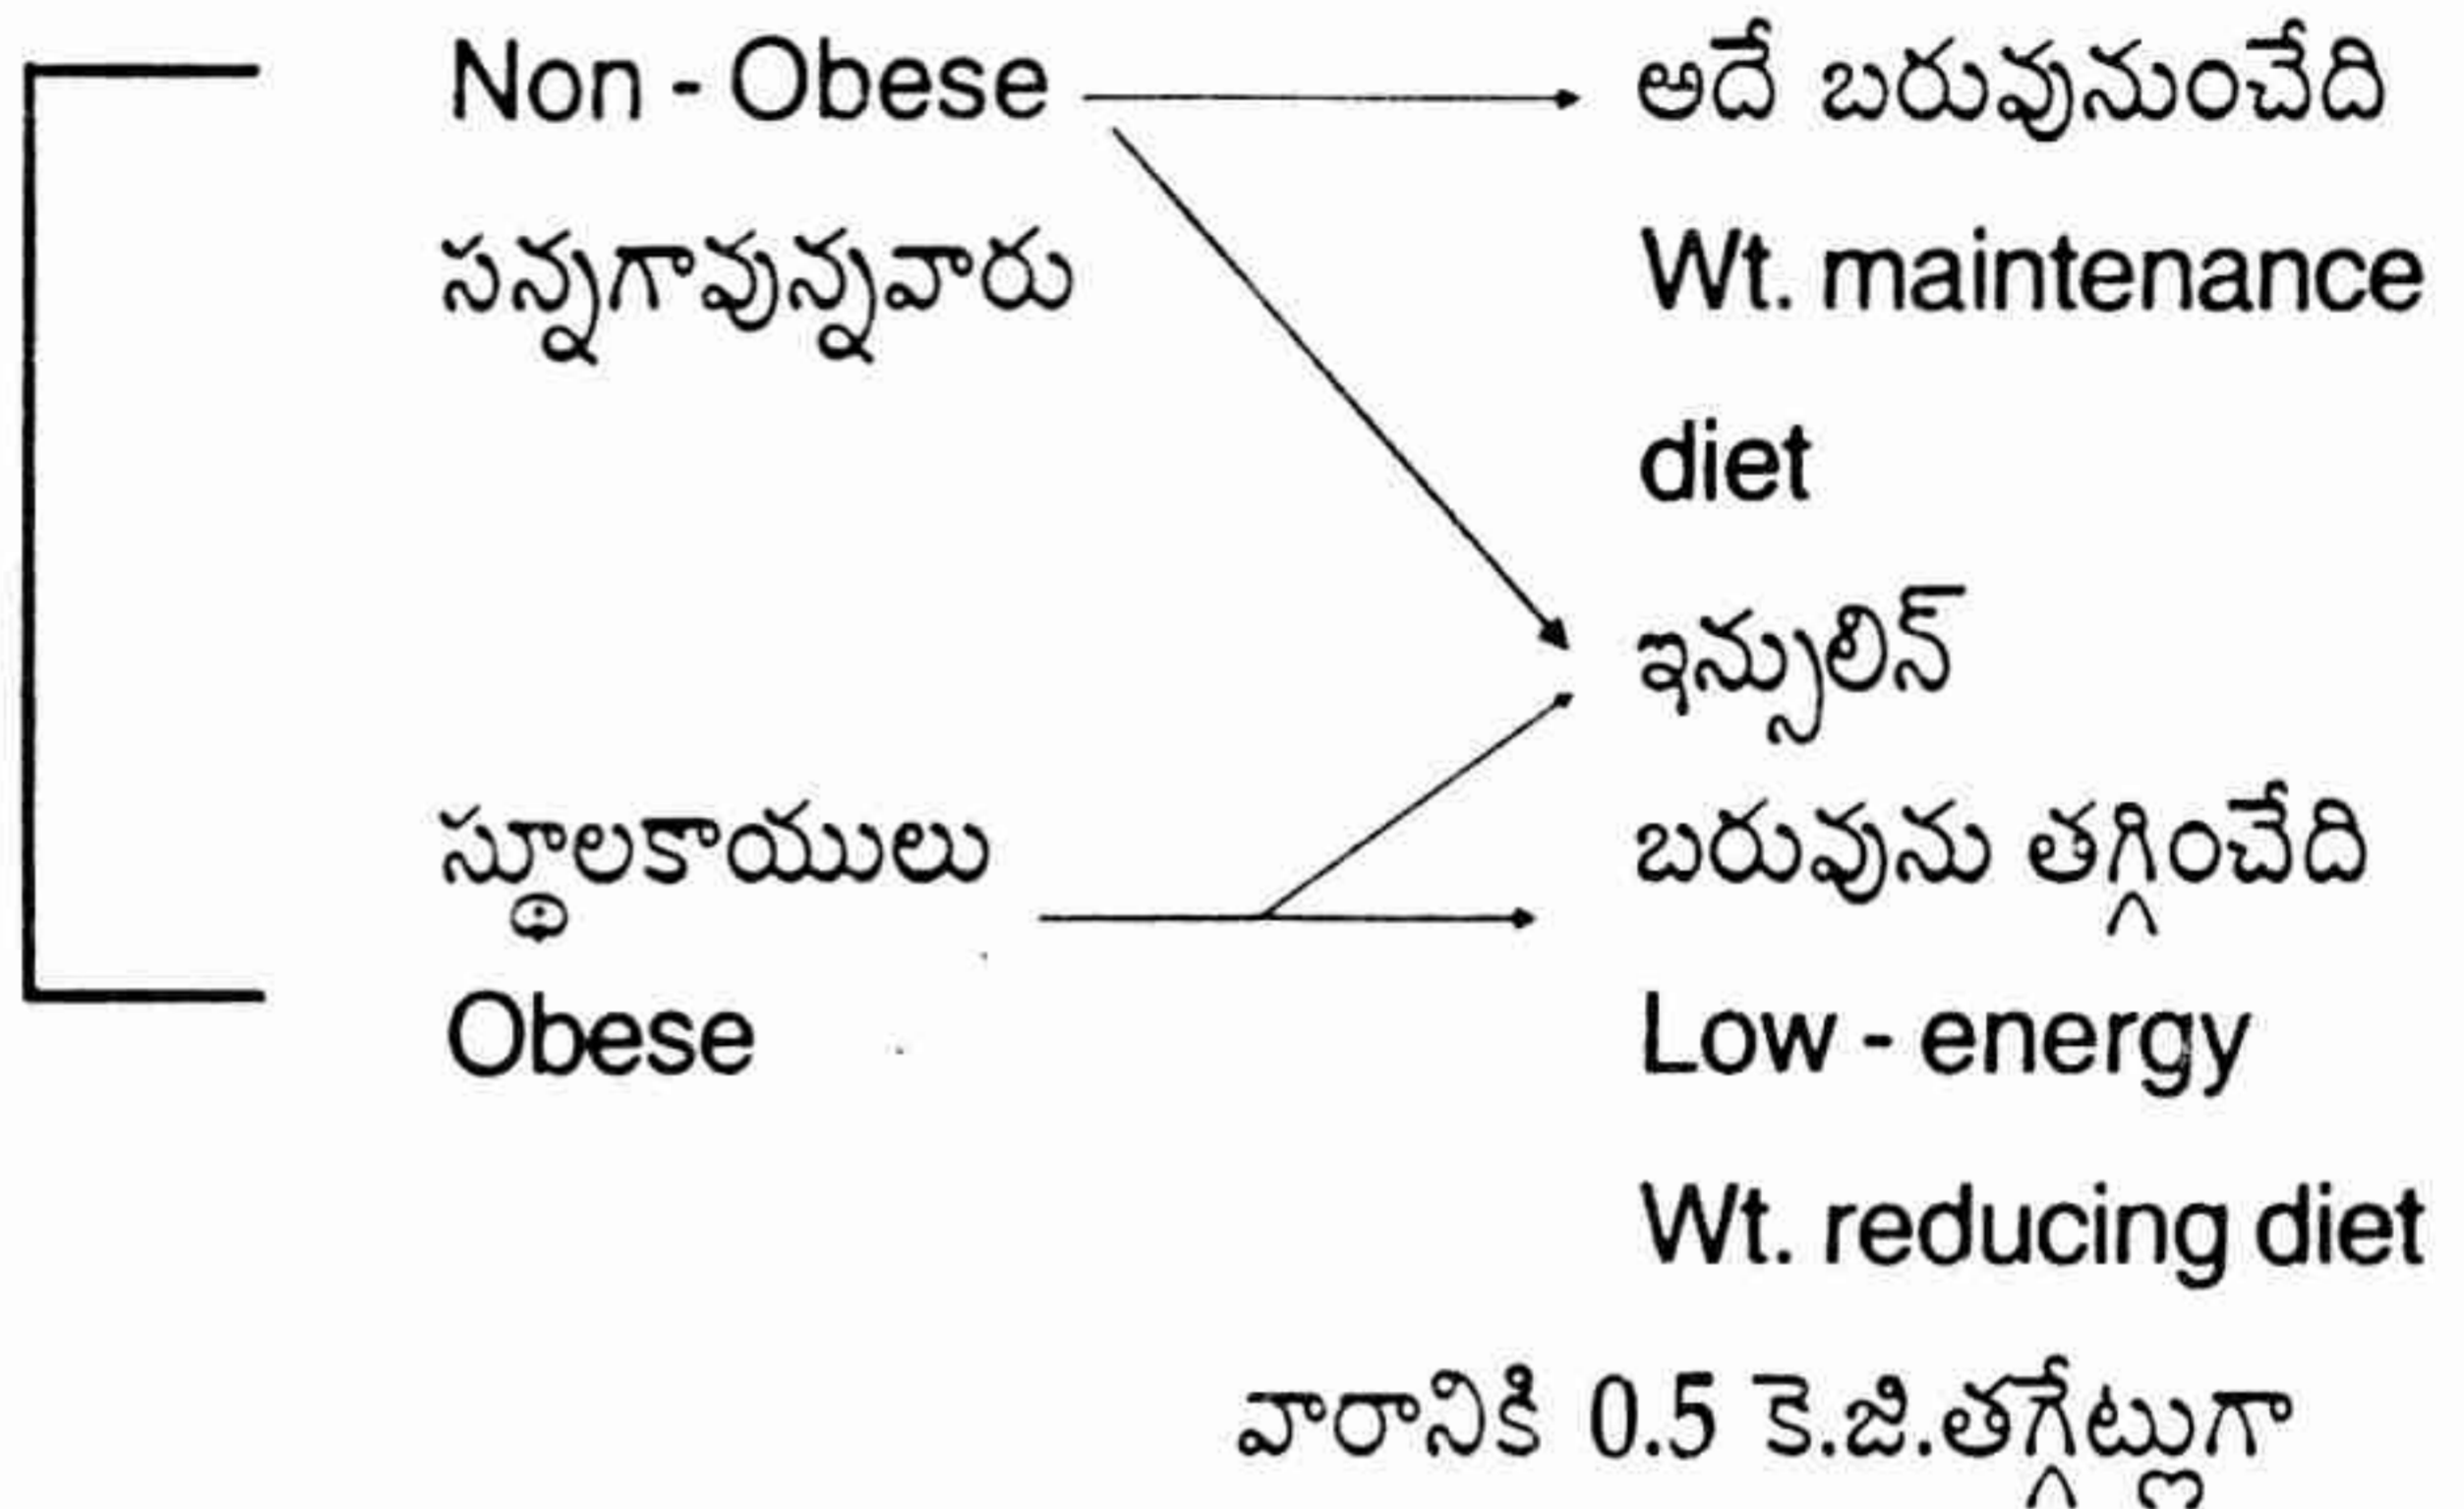 Non - Obese
అదే బరువునుంచేది
సన్నగావున్నవారు
Wt. maintenance
diet
ఇన్సులిన్
స్థూలకాయులు
బరువును తగ్గించేది
Obese
Low - energy
Wt. reducing diet
వారానికి 0.5 కె.జి.తగ్గేట్లుగా